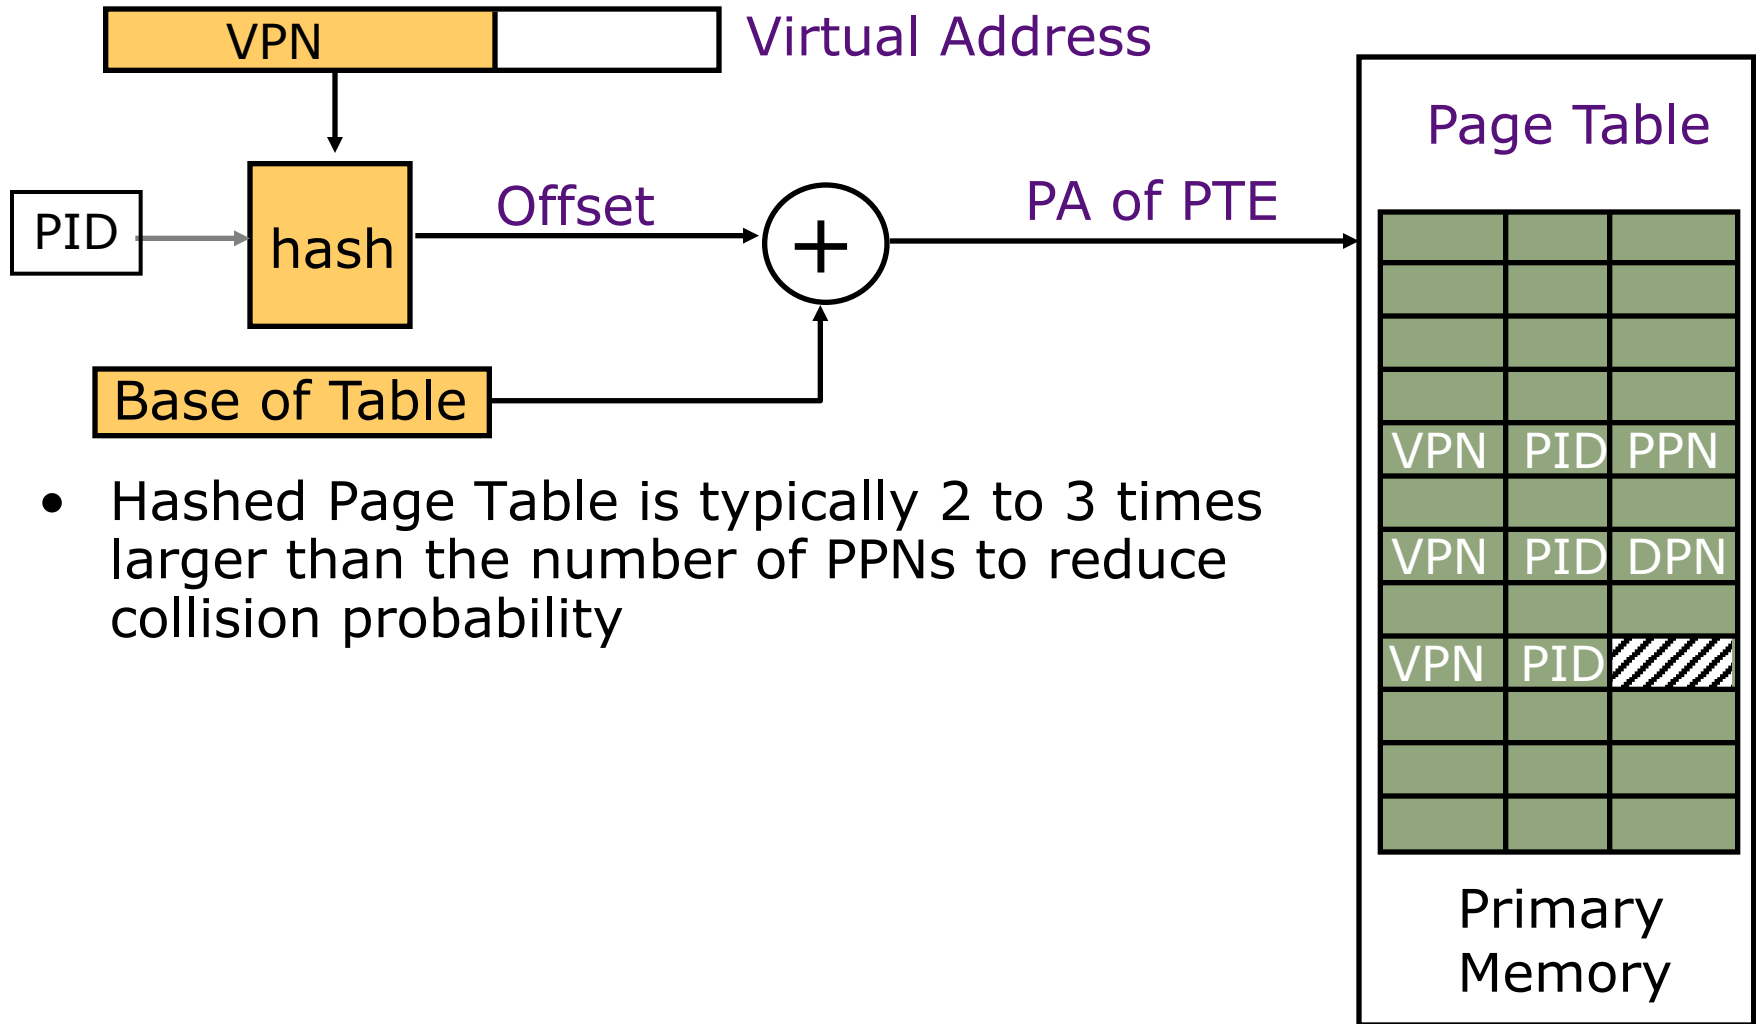 VPN
Virtual Address
Page Table
PID
hash
Offset
+
PA of PTE
Base of Table
VPN PID PPN
VPN PID DPN
VPN PID
• Hashed Page Table is typically 2 to 3 times
larger than the number of PPNs to reduce
collision probability
Primary
Memory